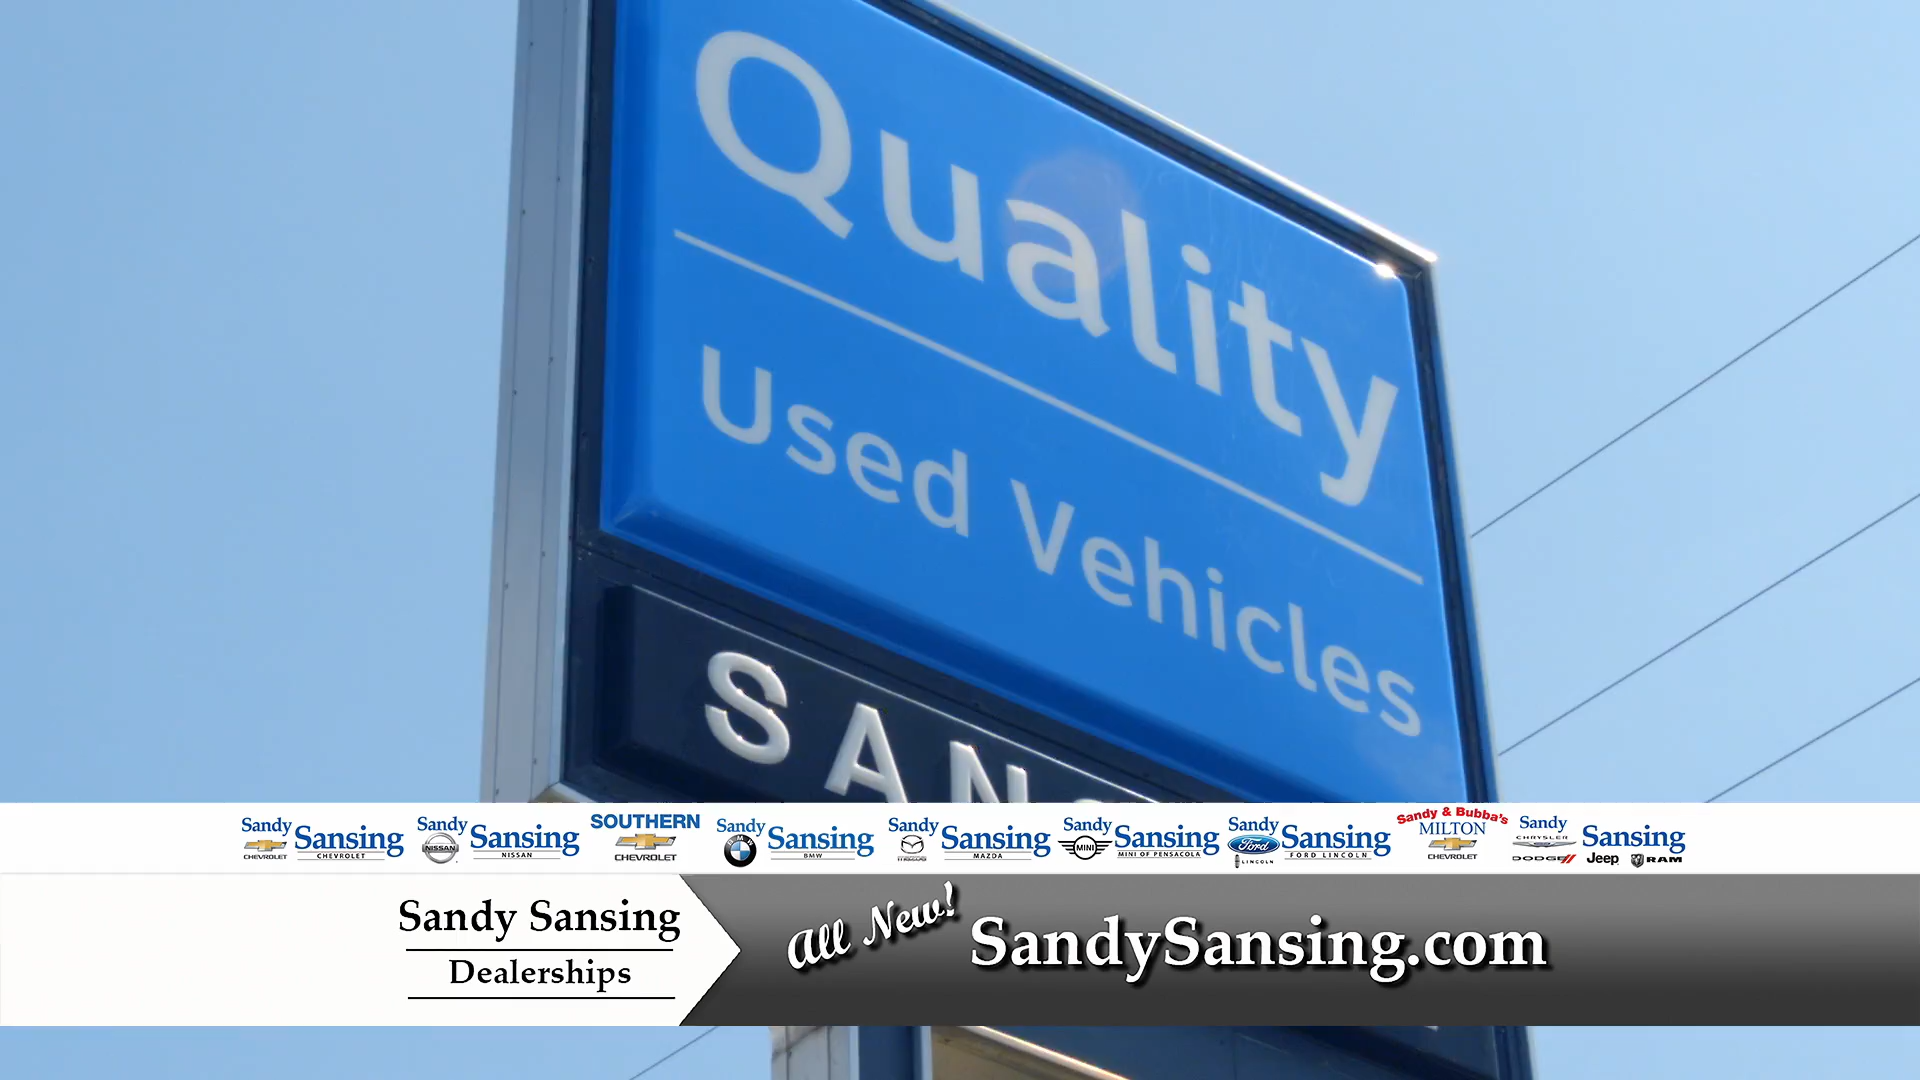 Quality
Used Vehicles
SANS
Sandy Sansing
CHEVROLET CHEVROLET
Sandy Sansing
NISSAN NISSAN
SOUTHERN
CHEVROLET
Sandy Sansing
BMW BMW
Sandy Sansing
MAZDA
Sandy Sansing
MINI MINI OF PENSACOLA
Sandy Sansing
Ford FORD LINCOLN
LINCOLN
Sandy & Bubba's
MILTON
CHEVROLET
Sandy Sansing
CHRYSLER
DODGE Jeep RAM
Sandy Sansing
Dealerships
All New!
SandySansing.com